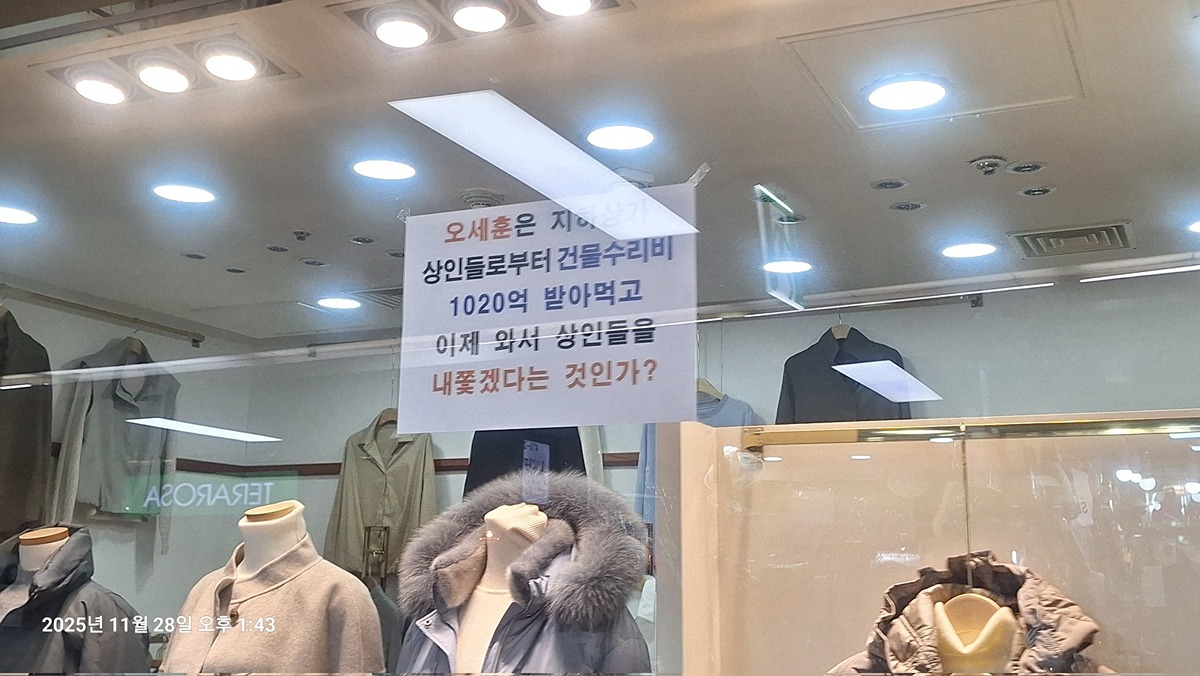 오세훈은 지하상가
상인들로부터 건물수리비
1020억 받아먹고
이제 와서 상인들을
내쫓겠다는 것인가?
TERAROSA
2025년 11월 28일 오후 1:43